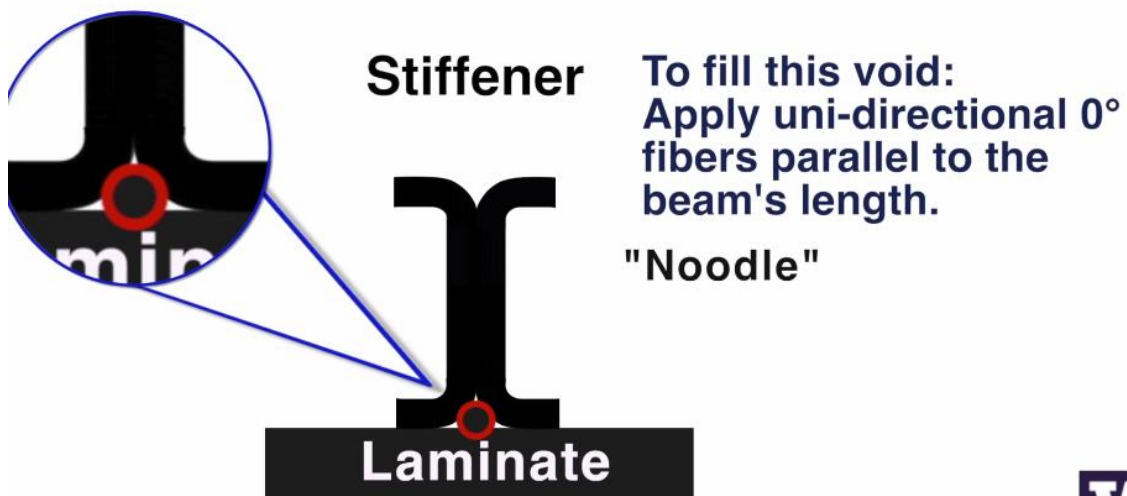 Stiffener
To fill this void:
Apply uni-directional 0°
fibers parallel to the
beam's length.
"Noodle"
Laminate